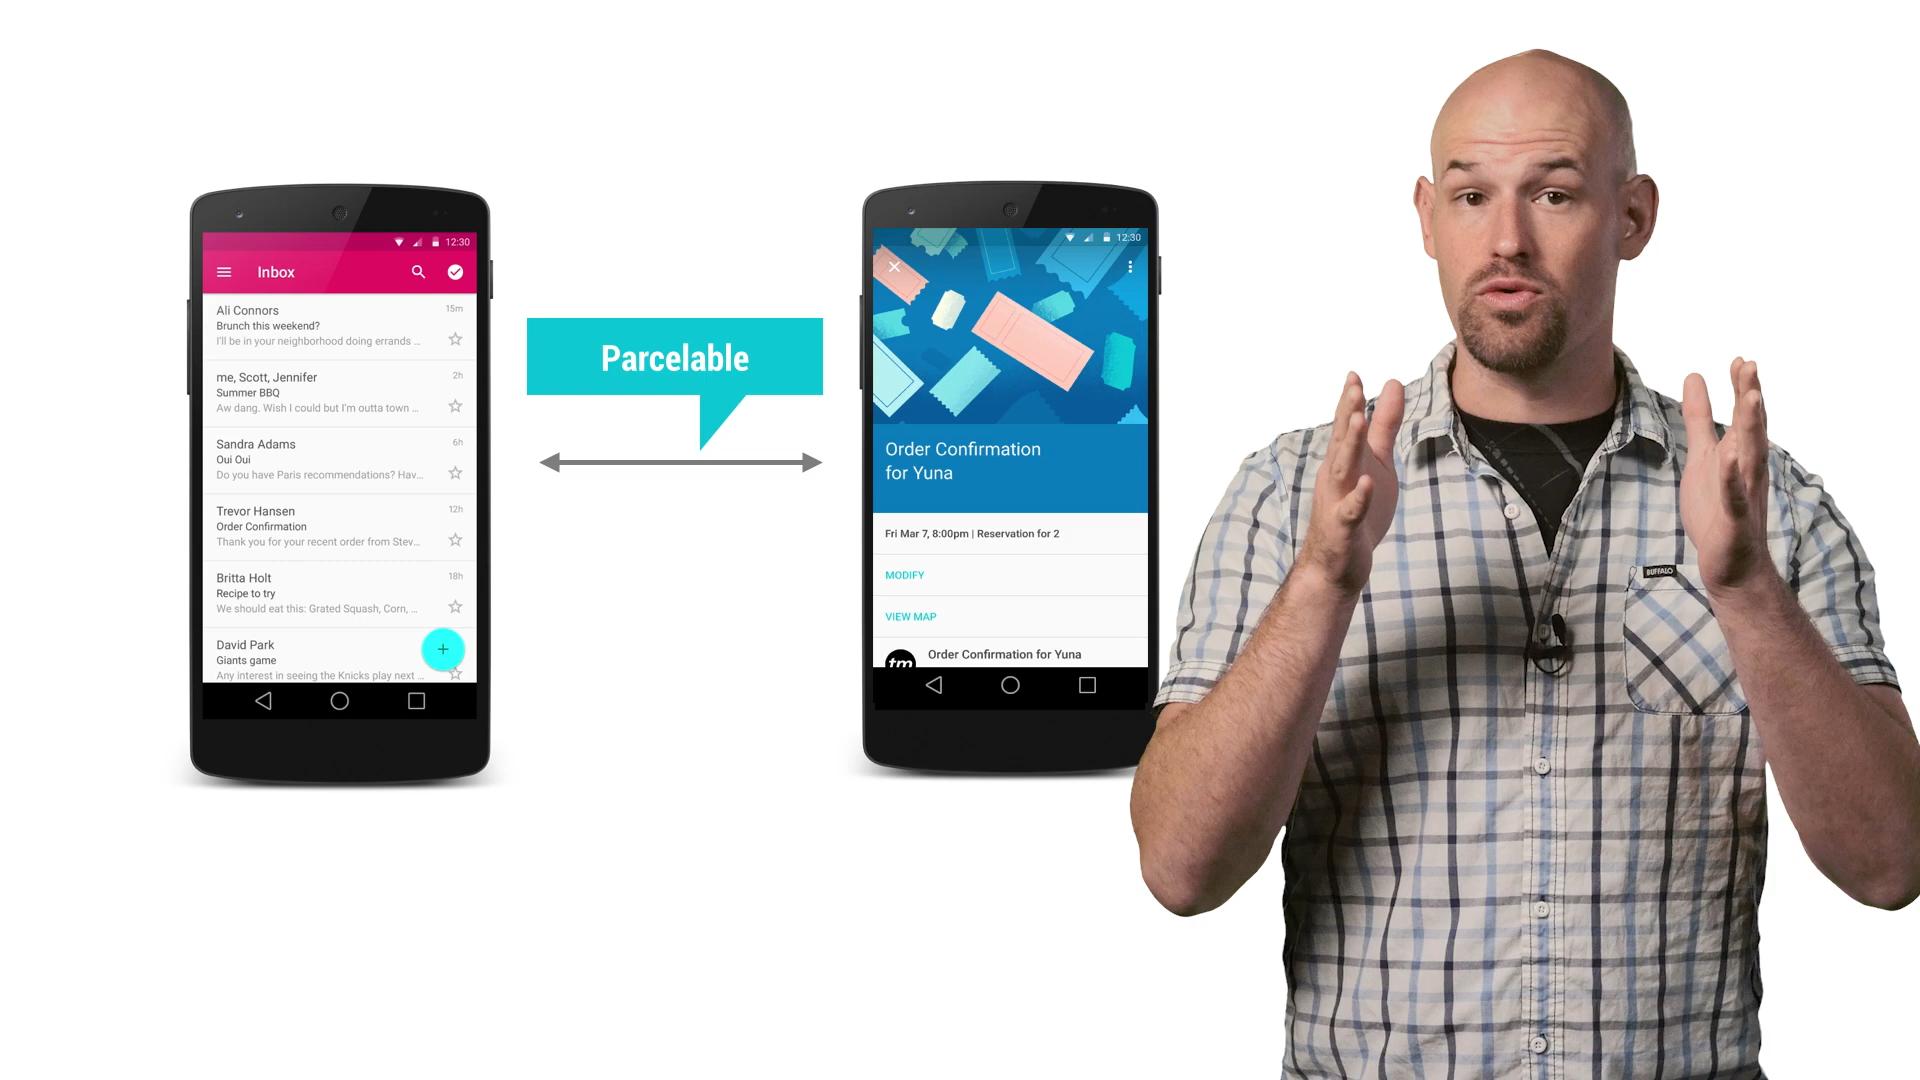 12:30
Inbox
Ali Connors
15m
Brunch this weekend?
I'll be in your neighborhood doing errands ...
me, Scott, Jennifer
2h
Summer BBQ
Aw dang. Wish I could but I'm outta town ...
Sandra Adams
6h
Oui Oui
Do you have Paris recommendations? Hav...
Trevor Hansen
12h
Order Confirmation
Thank you for your recent order from Stev...
Britta Holt
18h
Recipe to try
We should eat this: Grated Squash, Corn, ...
David Park
Giants game
Any interest in seeing the Knicks play next ...
Parcelable
12:30
Order Confirmation
for Yuna
Fri Mar 7, 8:00pm | Reservation for 2
MODIFY
VIEW MAP
tm
Order Confirmation for Yuna
BUFFALO